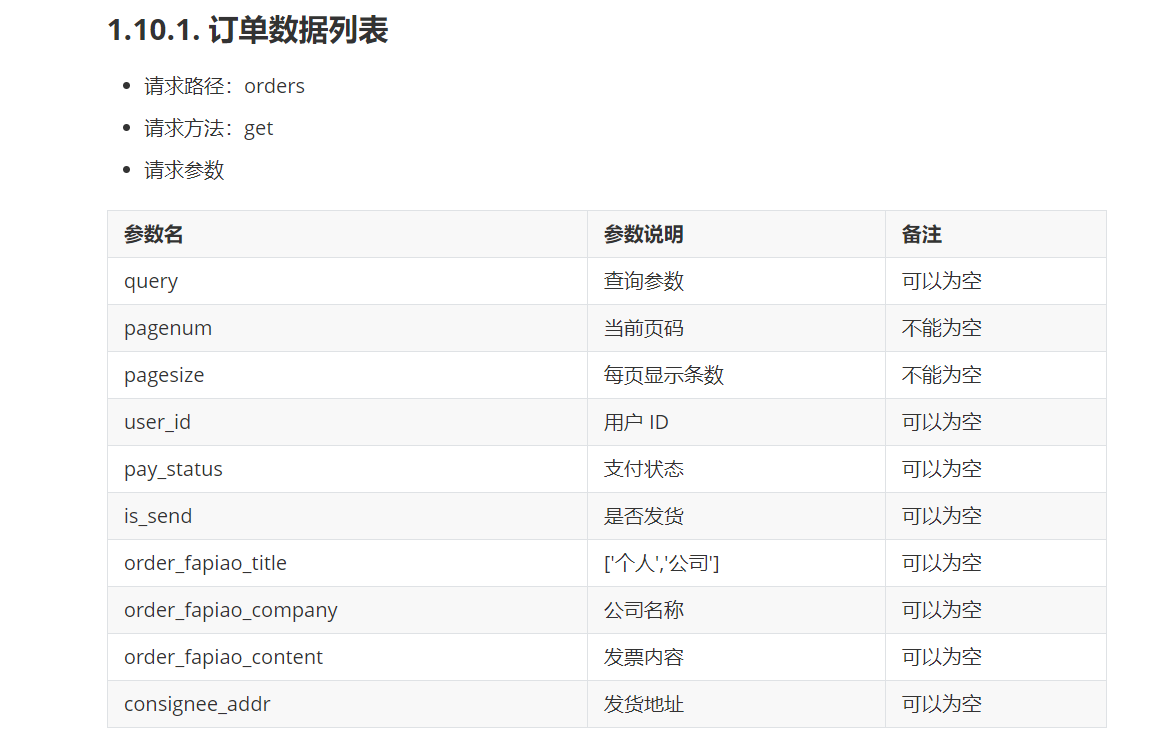 1.10.1. 订单数据列表
请求路径：orders
请求方法：get
请求参数
参数名 参数说明 备注
query 查询参数 可以为空
pagenum 当前页码 不能为空
pagesize 每页显示条数 不能为空
user_id 用户 ID 可以为空
pay_status 支付状态 可以为空
is_send 是否发货 可以为空
order_fapiao_title ['个人','公司'] 可以为空
order_fapiao_company 公司名称 可以为空
order_fapiao_content 发票内容 可以为空
consignee_addr 发货地址 可以为空